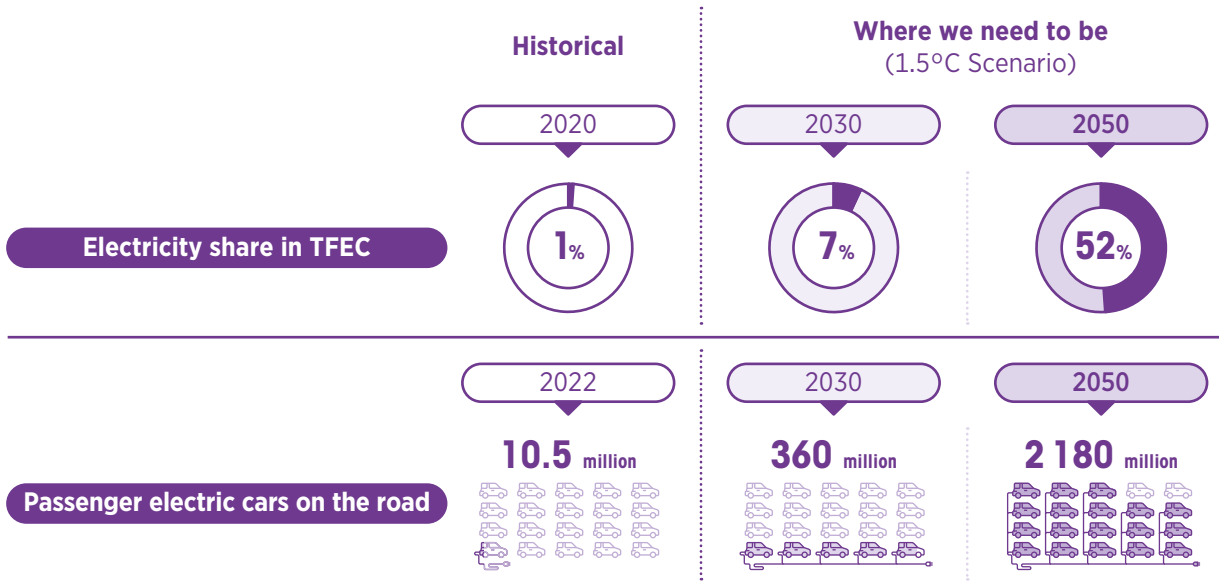 Historical
Where we need to be
(1.5°C Scenario)
2020
2030
2050
Electricity share in TFEC
1%
7%
52%
2022
2030
2050
10.5 million
360 million
2 180 million
Passenger electric cars on the road